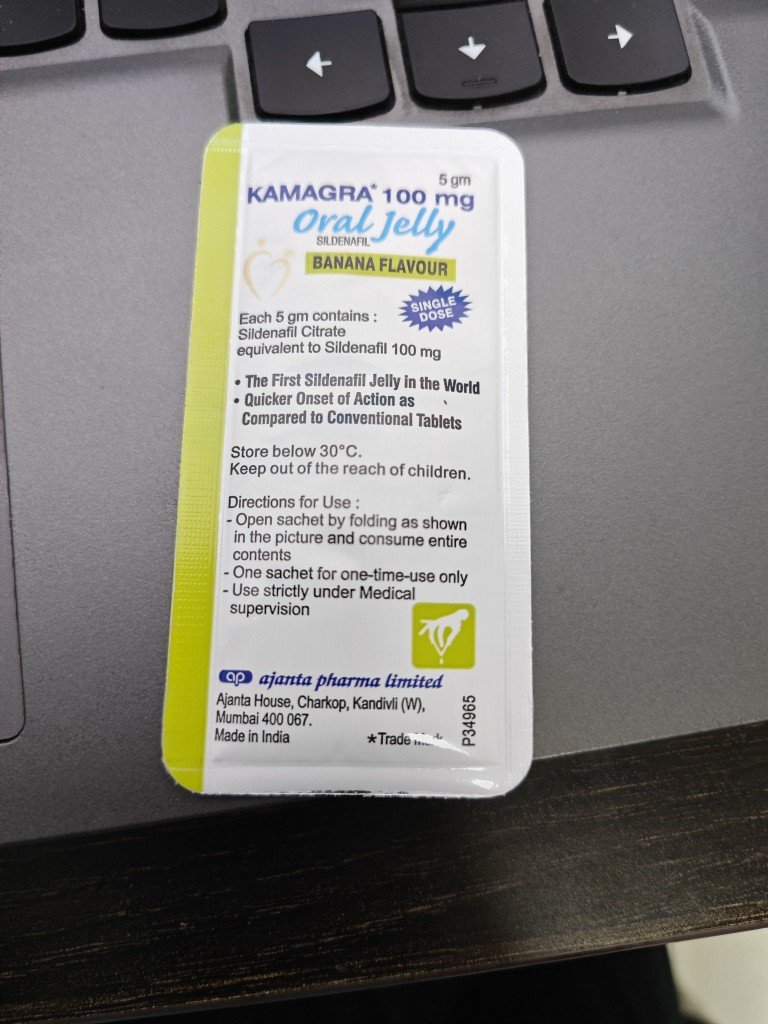 5 gm
KAMAGRA* 100 mg
Oral Jelly
SILDENAFIL
BANANA FLAVOUR
SINGLE
DOSE
Each 5 gm contains :
Sildenafil Citrate
equivalent to Sildenafil 100 mg
• The First Sildenafil Jelly in the World
• Quicker Onset of Action as
Compared to Conventional Tablets
Store below 30°C.
Keep out of the reach of children.
Directions for Use :
- Open sachet by folding as shown
in the picture and consume entire
contents
- One sachet for one-time-use only
- Use strictly under Medical
supervision
ap ajanta pharma limited
Ajanta House, Charkop, Kandivli (W),
Mumbai 400 067.
Made in India
*Trade
P34965